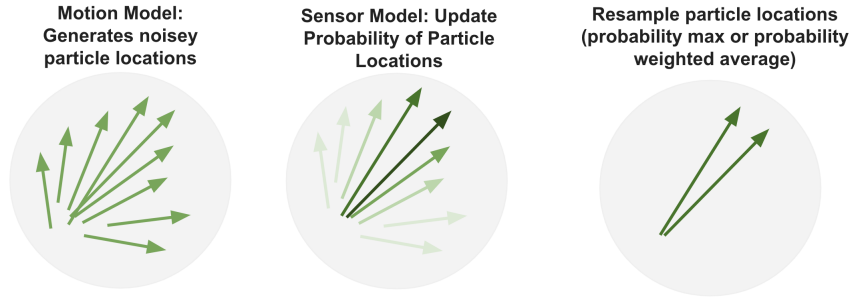 Motion Model:
Generates noisey
particle locations
Sensor Model: Update
Probability of Particle
Locations
Resample particle locations
(probability max or probability
weighted average)